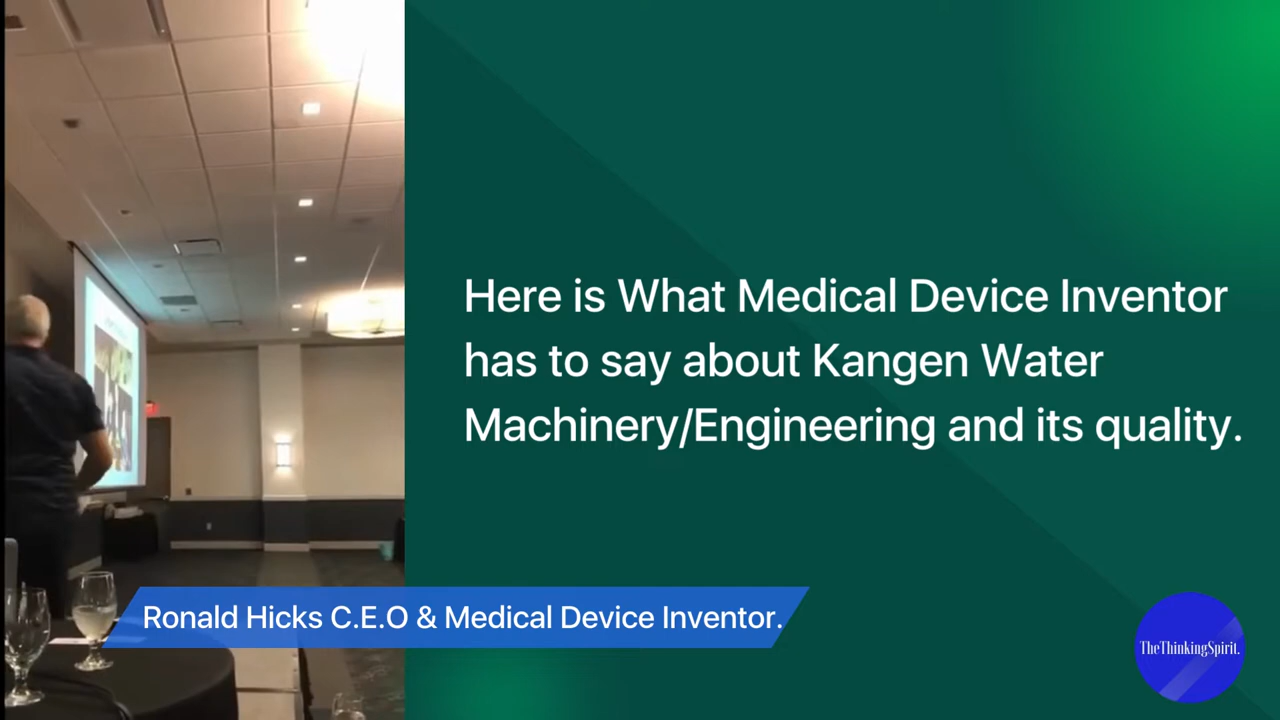 Here is What Medical Device Inventor
has to say about Kangen Water
Machinery/Engineering and its quality.
Ronald Hicks C.E.O & Medical Device Inventor.
TheThinkingSpirit.